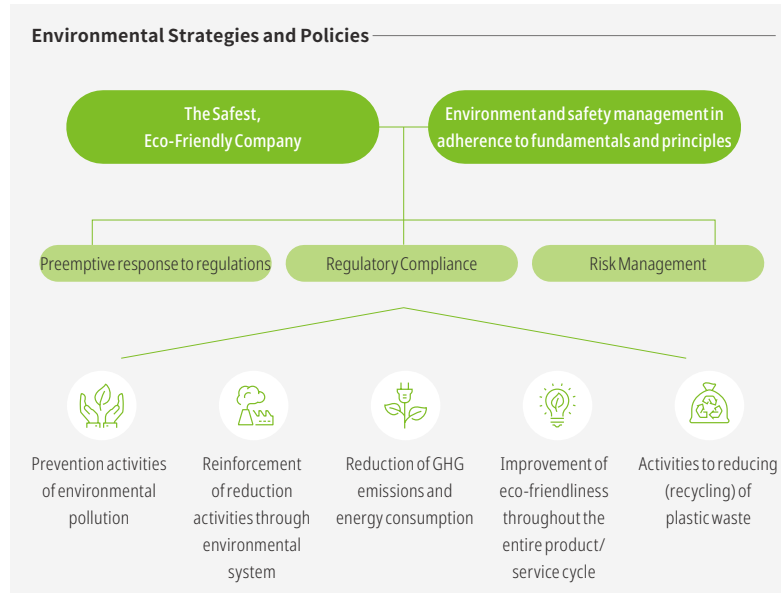 Environmental Strategies and Policies
The Safest,
Eco-Friendly Company
Environment and safety management in
adherence to fundamentals and principles
Preemptive response to regulations
Regulatory Compliance
Risk Management
Prevention activities
of environmental
pollution
Reinforcement
of reduction
activities through
environmental
system
Reduction of GHG
emissions and
energy consumption
Improvement of
eco-friendliness
throughout the
entire product/
service cycle
Activities to reducing
(recycling) of
plastic waste